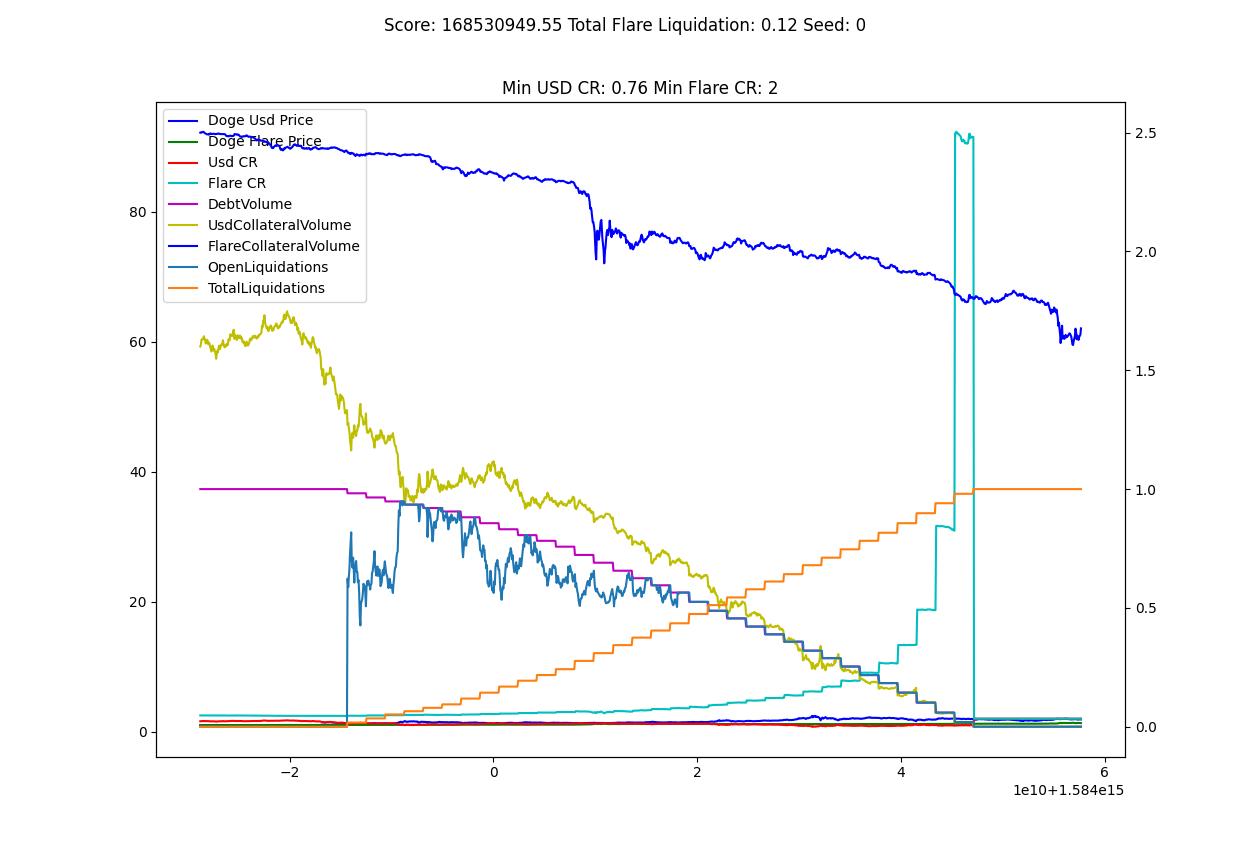 Score: 168530949.55 Total Flare Liquidation: 0.12 Seed: 0
Min USD CR: 0.76 Min Flare CR: 2
Doge Usd Price
Doge Flare Price
Usd CR
Flare CR
DebtVolume
UsdCollateralVolume
FlareCollateralVolume
OpenLiquidations
TotalLiquidations
80
60
40
20
0
2.5
2.0
1.5
1.0
0.5
0.0
−2 0 2 4 6
1e10+1.584e15